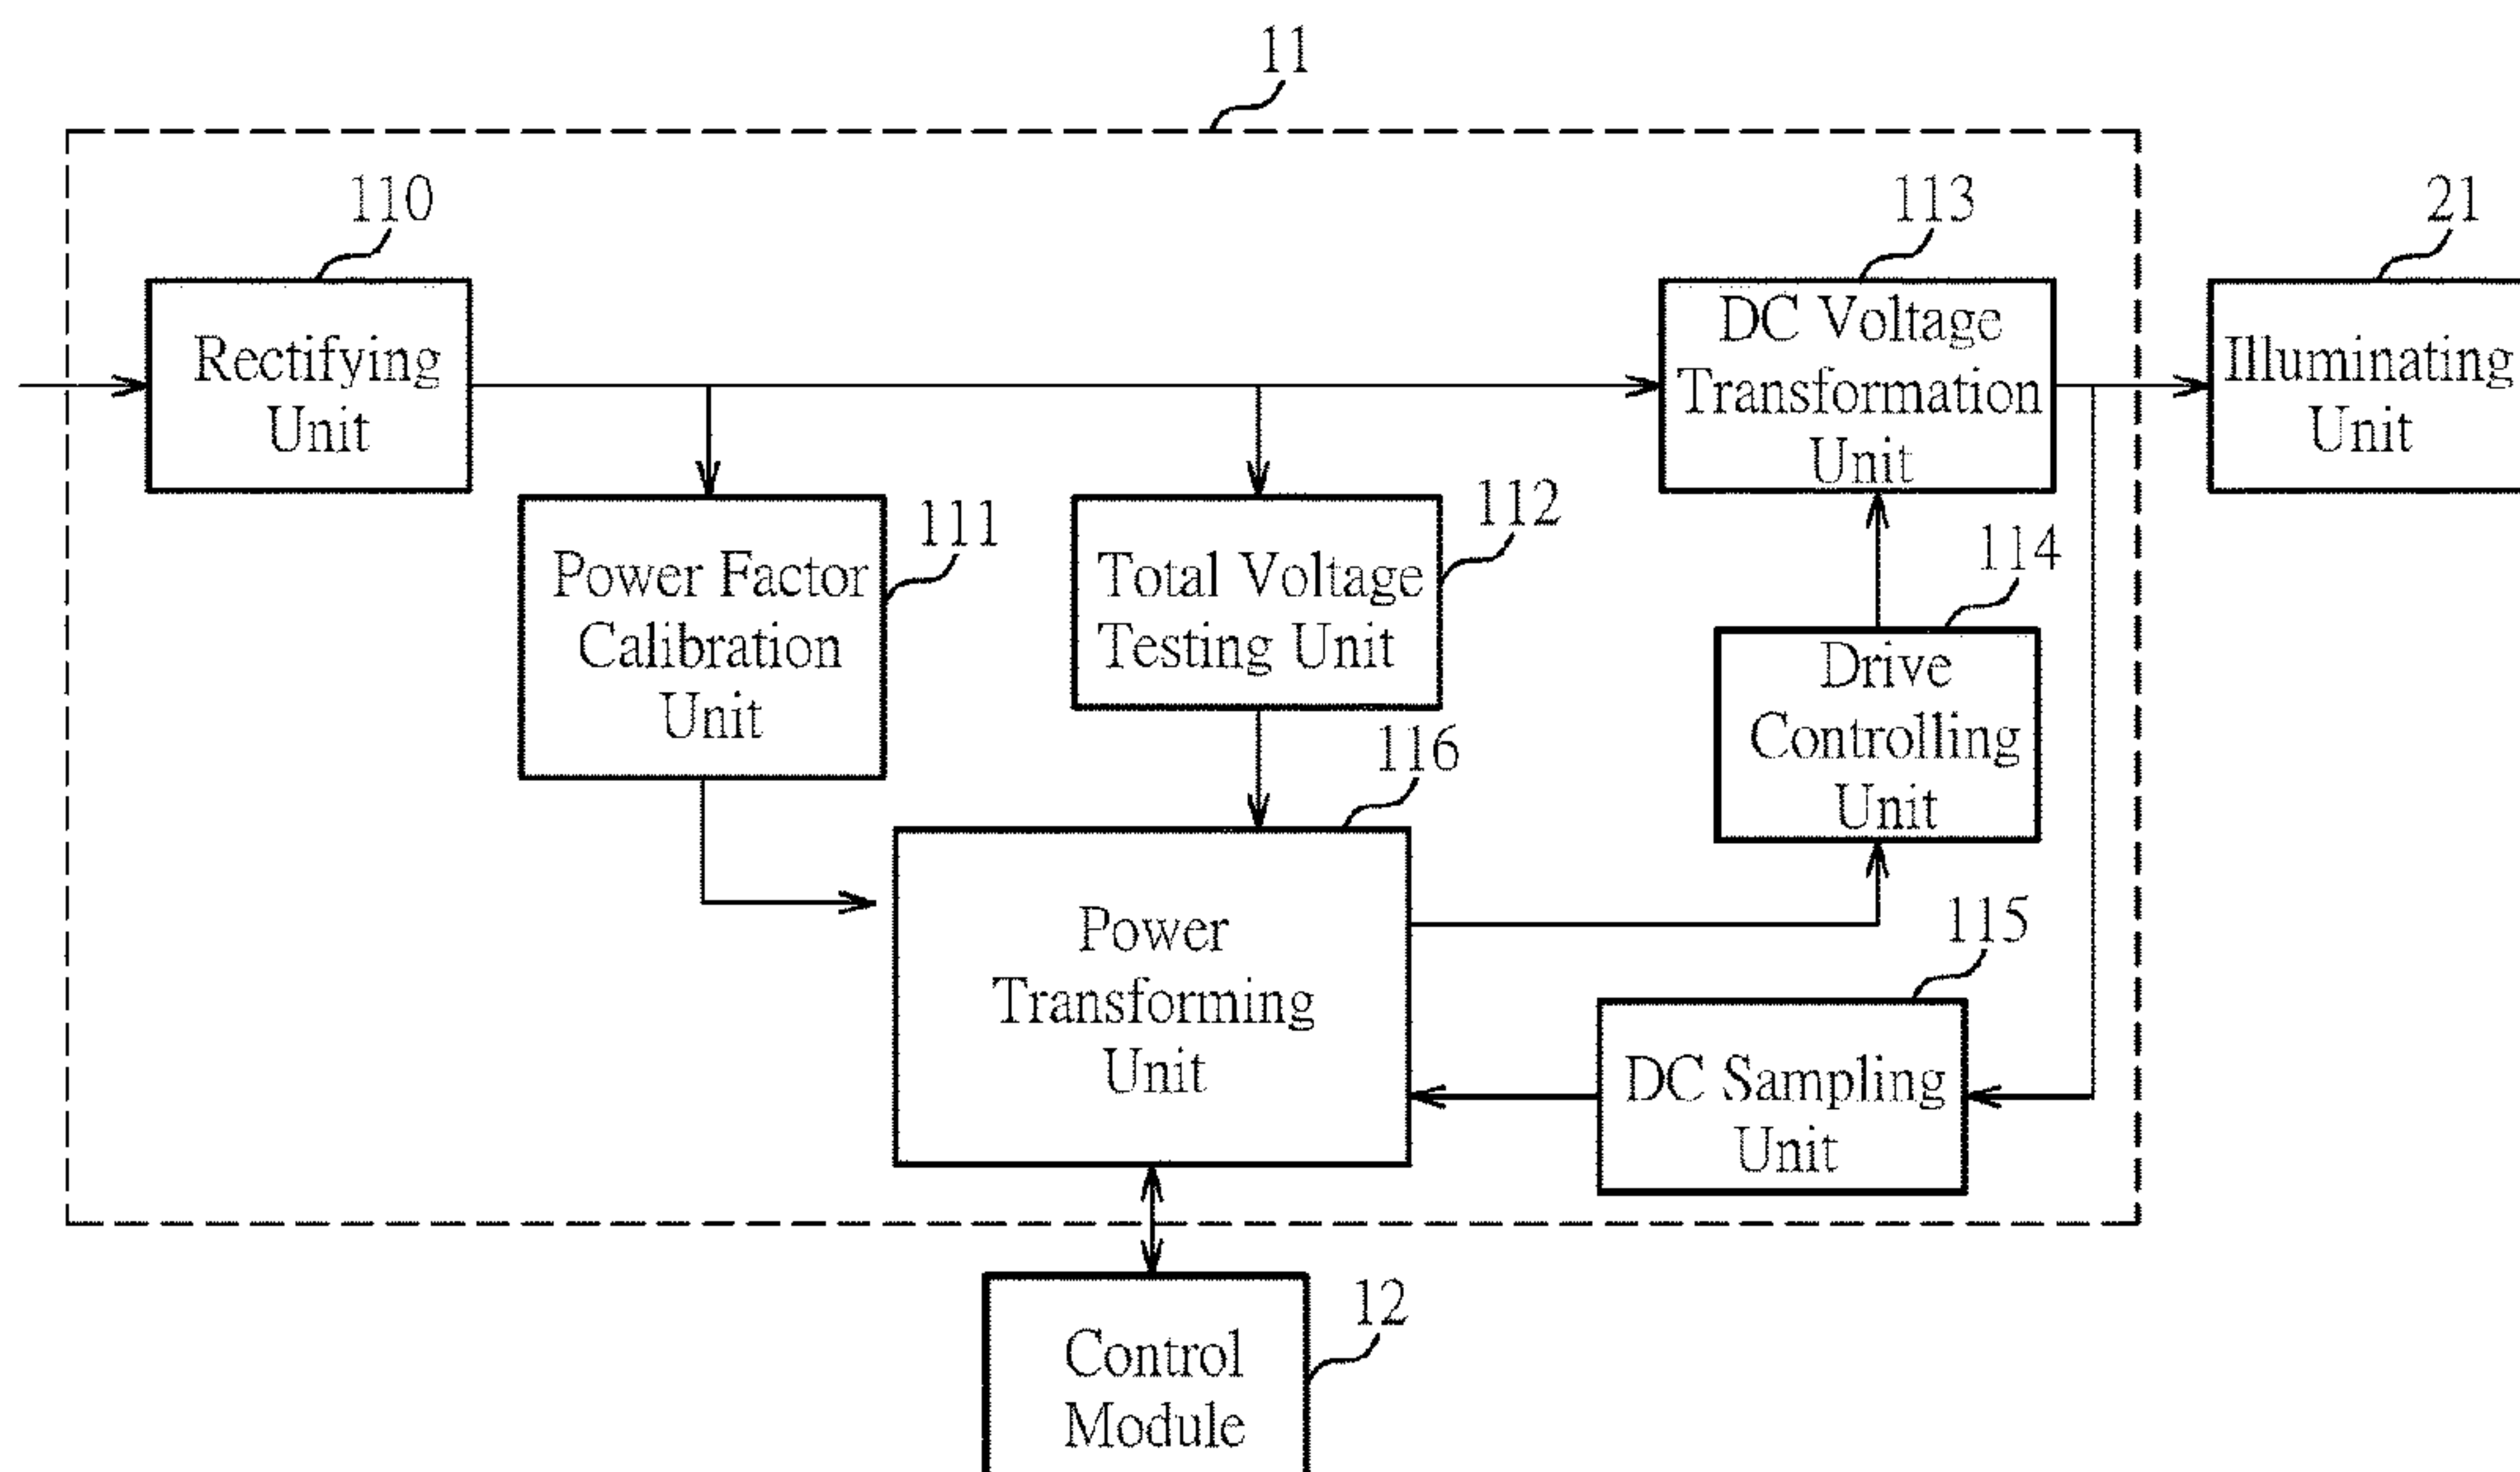 11
110
113
21
Rectifying
Unit
DC Voltage
Transformation
Unit
Illuminating
Unit
111
112
114
Power Factor
Calibration
Unit
Total Voltage
Testing Unit
Drive
Controlling
Unit
116
115
Power
Transforming
Unit
DC Sampling
Unit
12
Control
Module